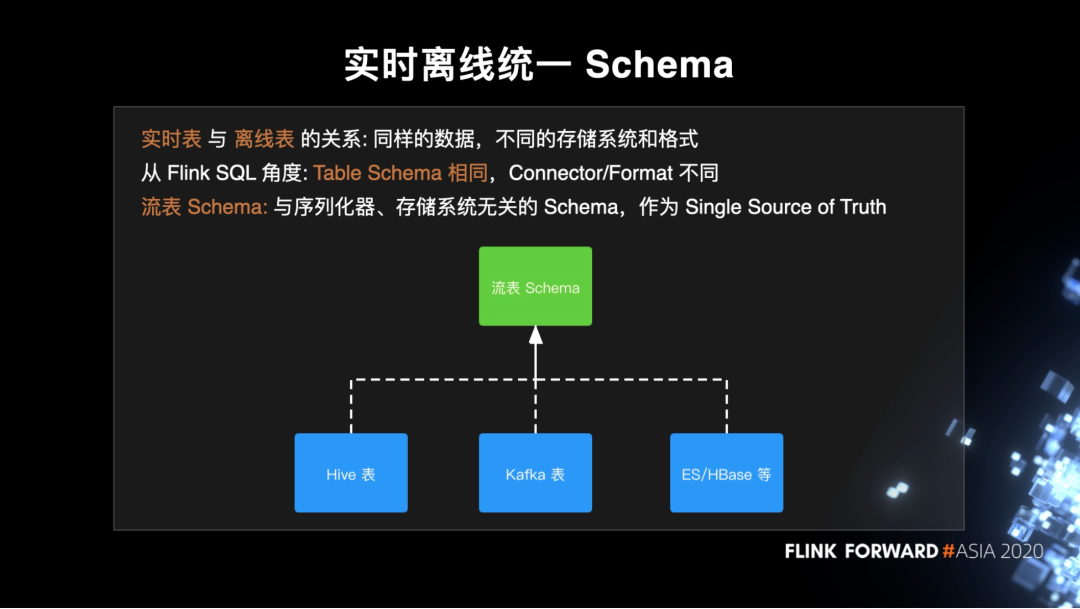 实时离线统一 Schema
实时表 与 离线表 的关系: 同样的数据，不同的存储系统和格式
从 Flink SQL 角度: Table Schema 相同，Connector/Format 不同
流表 Schema: 与序列化器、存储系统无关的 Schema，作为 Single Source of Truth
流表 Schema
Hive 表
Kafka 表
ES/HBase 等
FLINK FORWARD #ASIA 2020